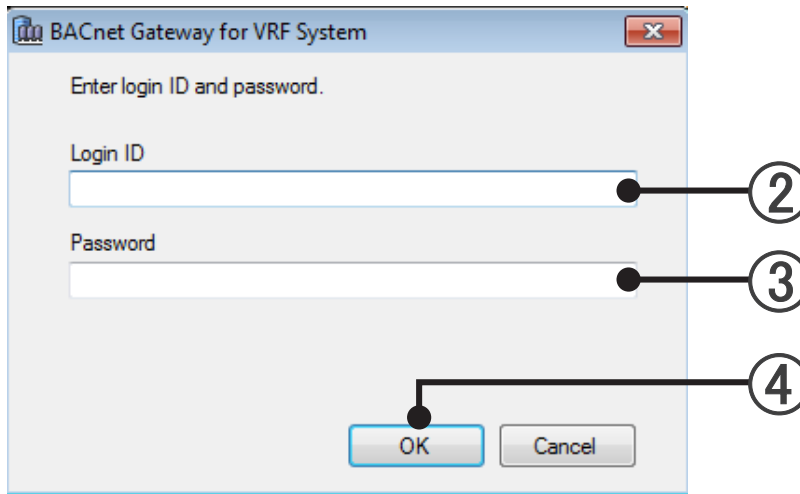 BACnet Gateway for VRF System
Enter login ID and password.
Login ID
②
Password
③
④
OK Cancel